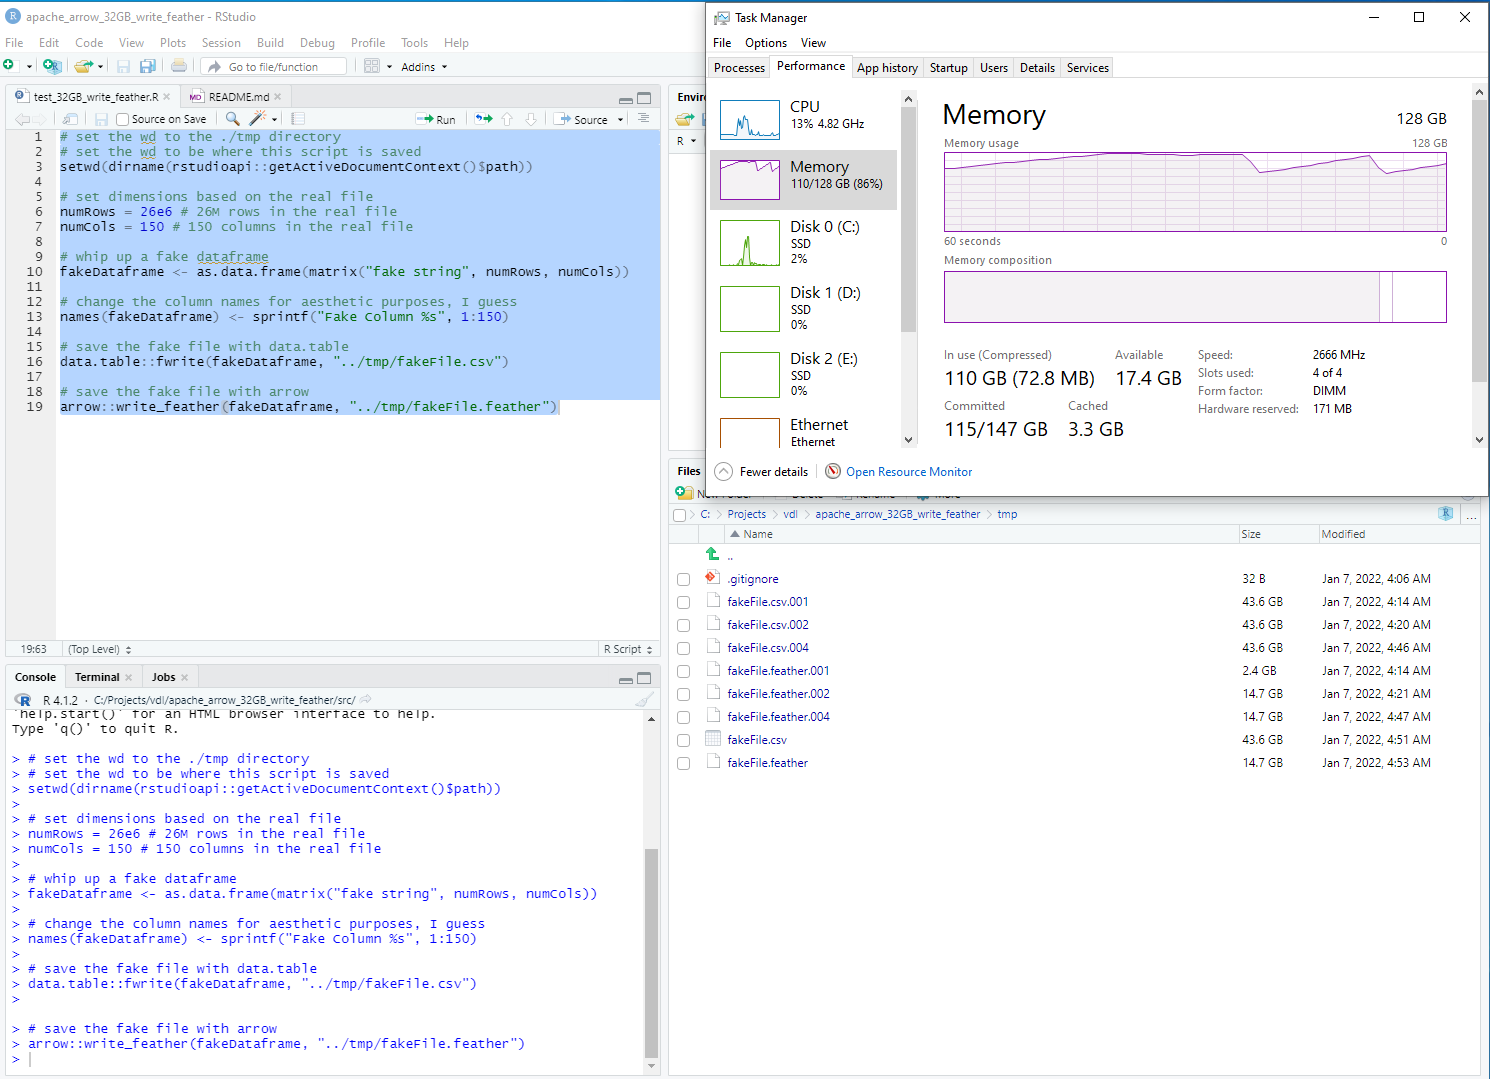 apache_arrow_32GB_write_feather - RStudio
File Edit Code View Plots Session Build Debug Profile Tools Help
Go to file/function Addins
test_32GB_write_feather.R README.md
Source on Save Run Source
1 # set the wd to the ./tmp directory
2 # set the wd to be where this script is saved
3 setwd(dirname(rstudioapi::getActiveDocumentContext()$path))
4
5 # set dimensions based on the real file
6 numRows = 26e6 # 26M rows in the real file
7 numCols = 150 # 150 columns in the real file
8
9 # whip up a fake dataframe
10 fakeDataframe <- as.data.frame(matrix("fake string", numRows, numCols))
11
12 # change the column names for aesthetic purposes, I guess
13 names(fakeDataframe) <- sprintf("Fake Column %s", 1:150)
14
15 # save the fake file with data.table
16 data.table::fwrite(fakeDataframe, "../tmp/fakeFile.csv")
17
18 # save the fake file with arrow
19 arrow::write_feather(fakeDataframe, "../tmp/fakeFile.feather")
19:63 (Top Level) R Script
Console Terminal Jobs
R 4.1.2 · C:/Projects/vdl/apache_arrow_32GB_write_feather/src/
'help.start()' for an HTML browser interface to help.
Type 'q()' to quit R.
> # set the wd to the ./tmp directory
> # set the wd to be where this script is saved
> setwd(dirname(rstudioapi::getActiveDocumentContext()$path))
>
> # set dimensions based on the real file
> numRows = 26e6 # 26M rows in the real file
> numCols = 150 # 150 columns in the real file
>
> # whip up a fake dataframe
> fakeDataframe <- as.data.frame(matrix("fake string", numRows, numCols))
>
> # change the column names for aesthetic purposes, I guess
> names(fakeDataframe) <- sprintf("Fake Column %s", 1:150)
>
> # save the fake file with data.table
> data.table::fwrite(fakeDataframe, "../tmp/fakeFile.csv")
>
> # save the fake file with arrow
> arrow::write_feather(fakeDataframe, "../tmp/fakeFile.feather")
>
Enviro
R
Task Manager
File Options View
Processes Performance App history Startup Users Details Services
CPU
13% 4.82 GHz
Memory
110/128 GB (86%)
Disk 0 (C:)
SSD
2%
Disk 1 (D:)
SSD
0%
Disk 2 (E:)
SSD
0%
Ethernet
Ethernet
Memory 128 GB
Memory usage 128 GB
60 seconds 0
Memory composition
In use (Compressed) Available
110 GB (72.8 MB) 17.4 GB
Committed Cached
115/147 GB 3.3 GB
Speed: 2666 MHz
Slots used: 4 of 4
Form factor: DIMM
Hardware reserved: 171 MB
Fewer details Open Resource Monitor
Files
C: Projects vdl apache_arrow_32GB_write_feather tmp ...
Name Size Modified
..
.gitignore 32 B Jan 7, 2022, 4:06 AM
fakeFile.csv.001 43.6 GB Jan 7, 2022, 4:14 AM
fakeFile.csv.002 43.6 GB Jan 7, 2022, 4:20 AM
fakeFile.csv.004 43.6 GB Jan 7, 2022, 4:46 AM
fakeFile.feather.001 2.4 GB Jan 7, 2022, 4:14 AM
fakeFile.feather.002 14.7 GB Jan 7, 2022, 4:21 AM
fakeFile.feather.004 14.7 GB Jan 7, 2022, 4:47 AM
fakeFile.csv 43.6 GB Jan 7, 2022, 4:51 AM
fakeFile.feather 14.7 GB Jan 7, 2022, 4:53 AM